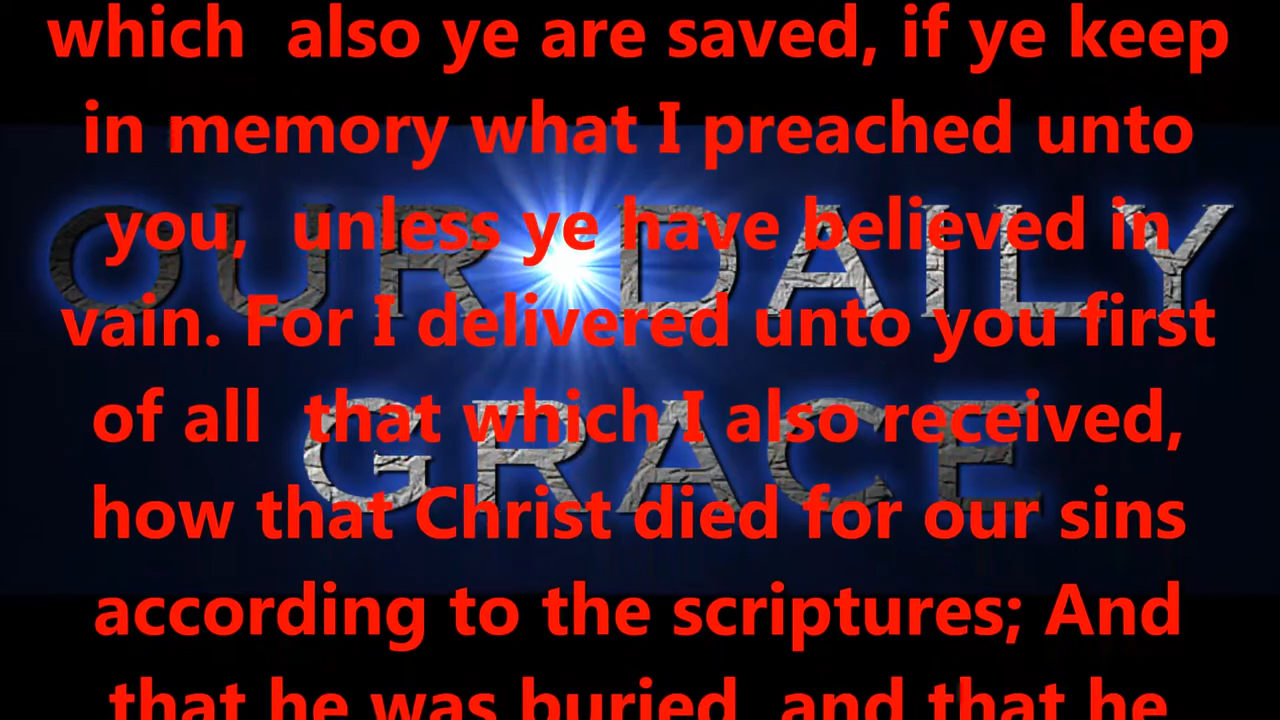 which  also ye are saved, if ye keep
in memory what I preached unto
you,  unless ye have believed in
vain. For I delivered unto you first
of all  that which I also received,
how that Christ died for our sins
according to the scriptures; And
that he was buried, and that he
OUR DAILY
GRACE